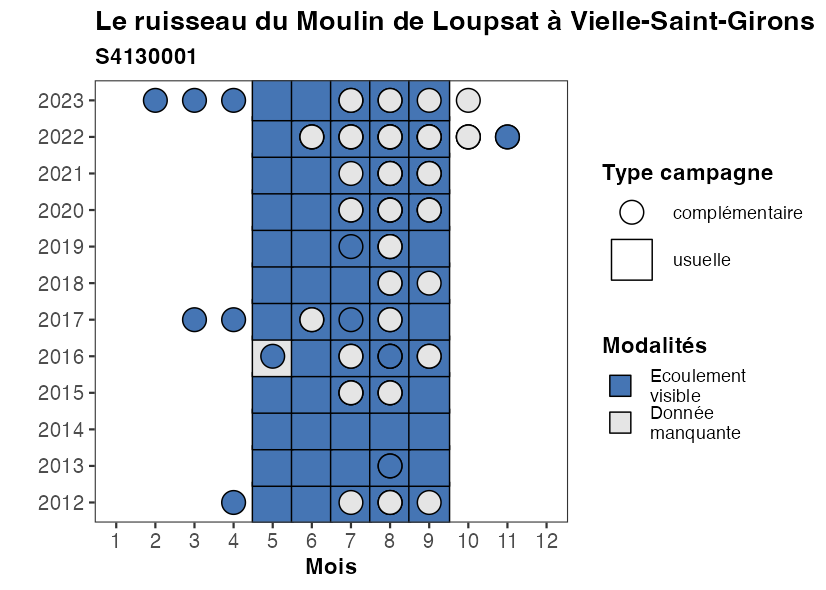 Le ruisseau du Moulin de Loupsat à Vielle-Saint-Girons
S4130001
2023
2022
2021
2020
2019
2018
2017
2016
2015
2014
2013
2012
1 2 3 4 5 6 7 8 9 10 11 12
Mois
Type campagne
complémentaire
usuelle
Modalités
Ecoulement
visible
Donnée
manquante